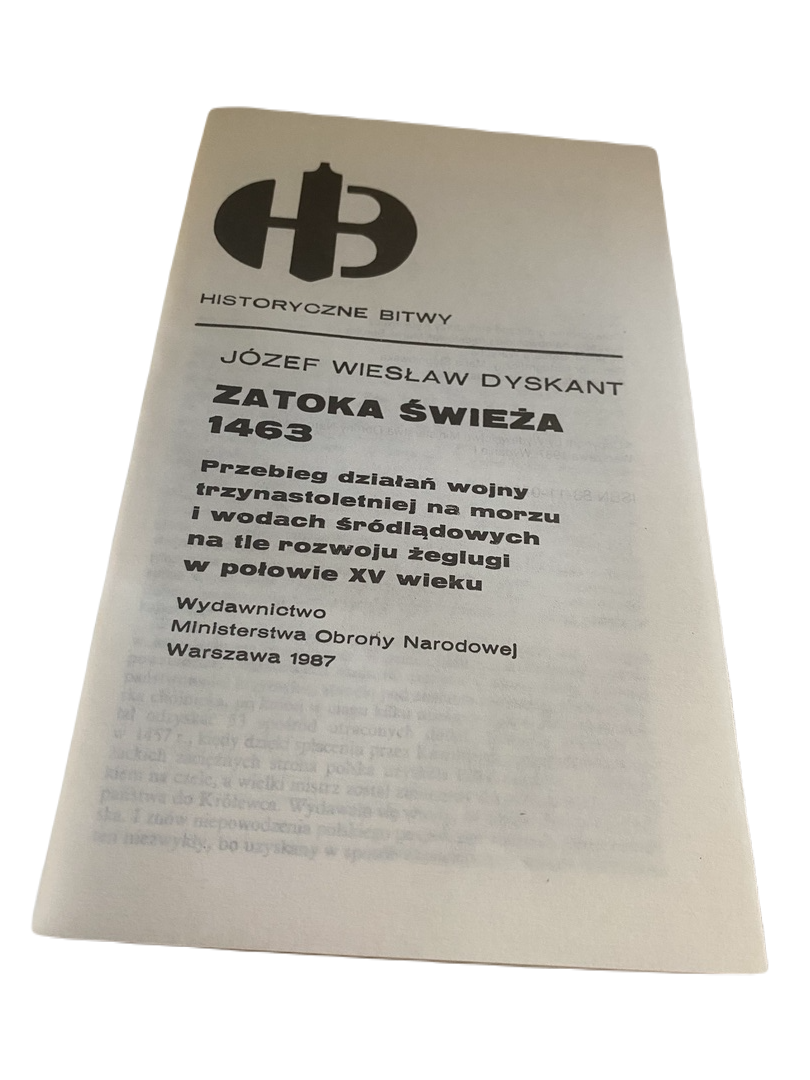 HB
HISTORYCZNE BITWY
JÓZEF WIESŁAW DYSKANT
ZATOKA ŚWIEŻA
1463
Przebieg działań wojny
trzynastoletniej na morzu
i wodach śródlądowych
na tle rozwoju żeglugi
w połowie XV wieku
Wydawnictwo
Ministerstwa Obrony Narodowej
Warszawa 1987